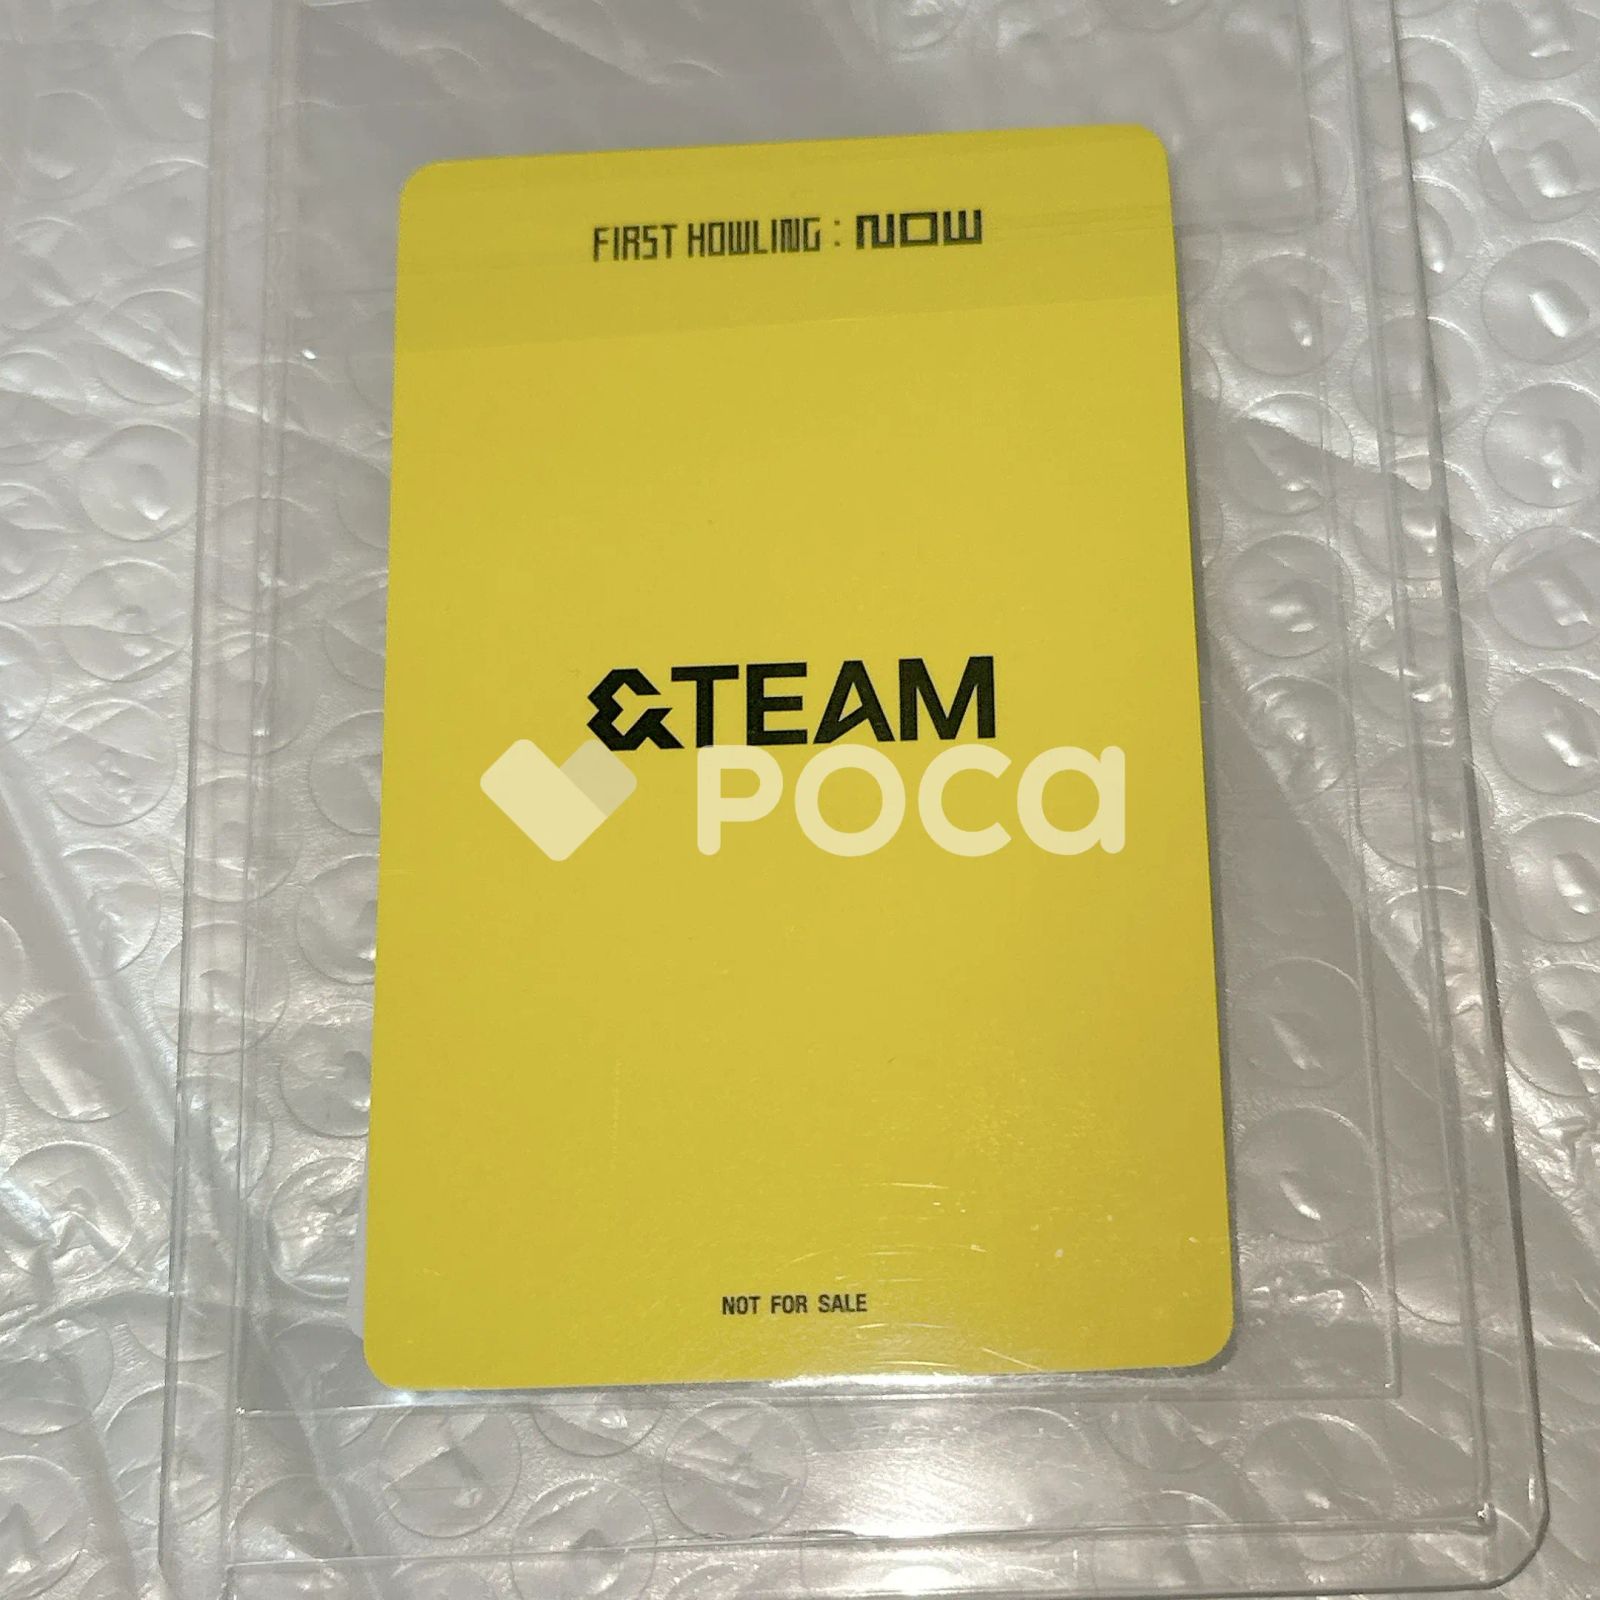 FIRST HOWLING : NOW
&TEAM
POCA
NOT FOR SALE